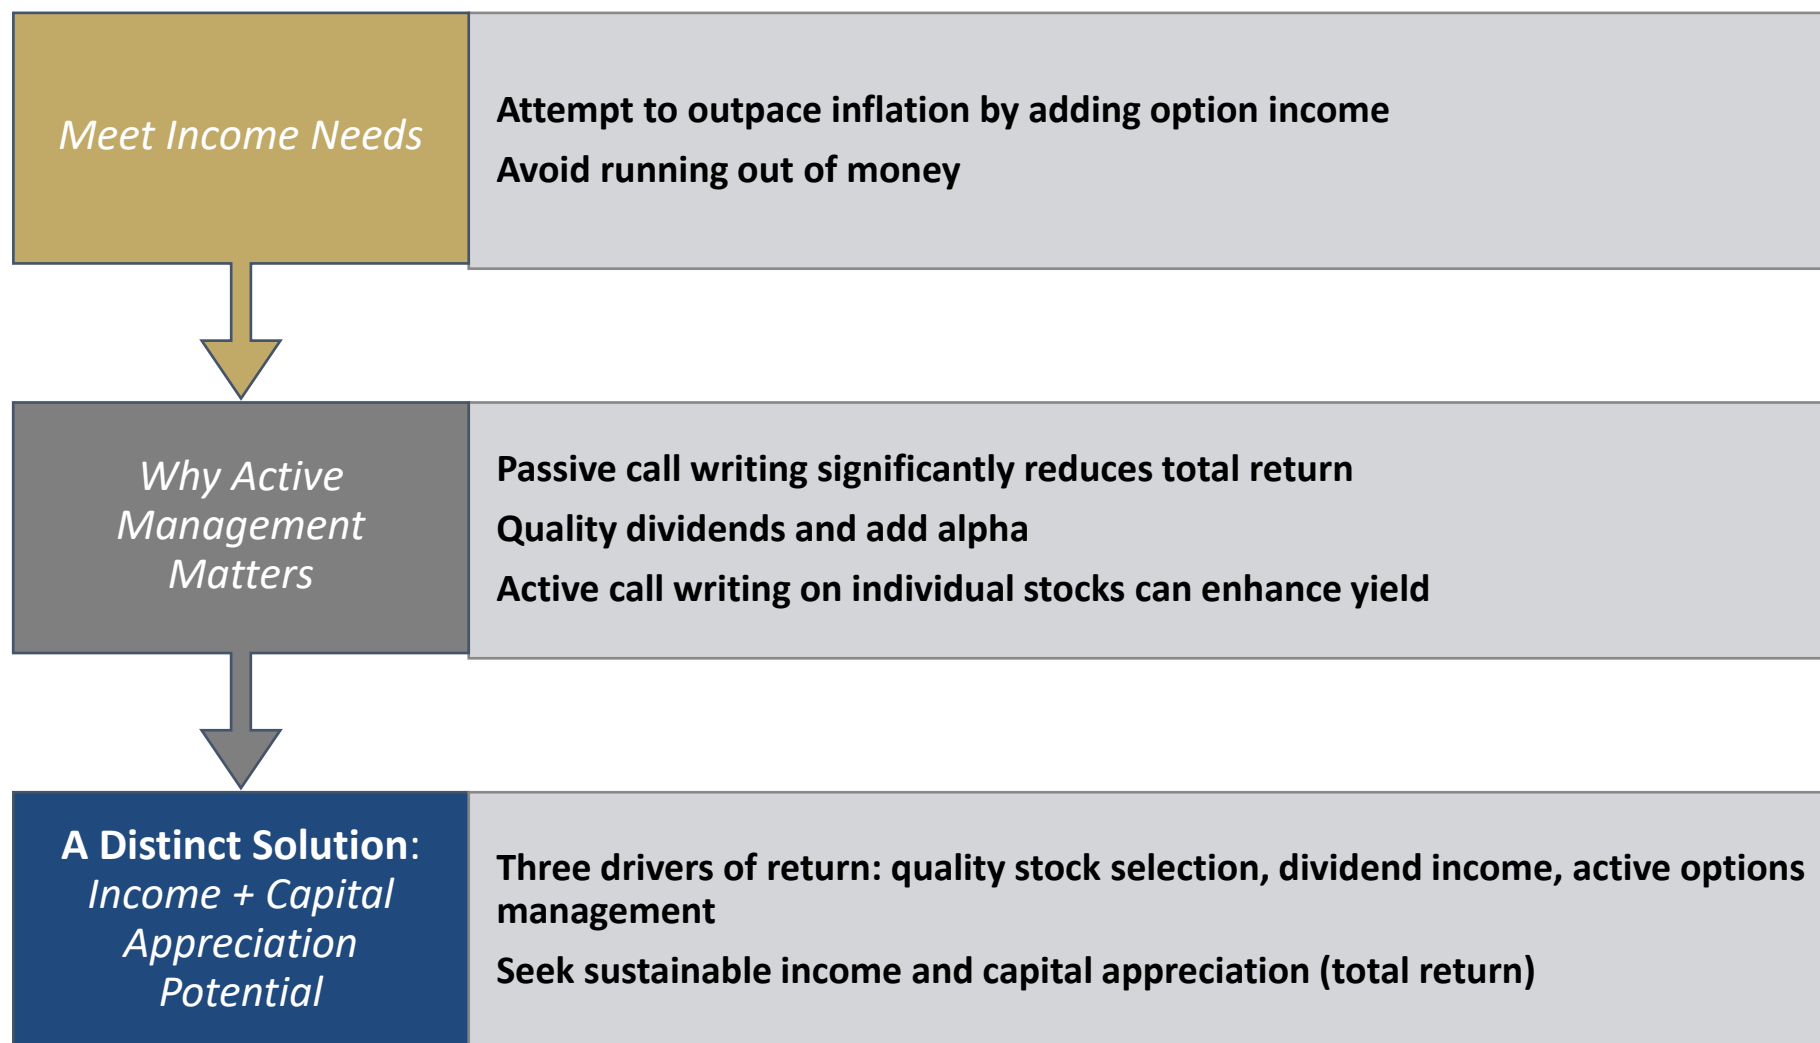 Meet Income Needs
Attempt to outpace inflation by adding option income
Avoid running out of money
Why Active
Management
Matters
Passive call writing significantly reduces total return
Quality dividends and add alpha
Active call writing on individual stocks can enhance yield
A Distinct Solution:
Income + Capital
Appreciation
Potential
Three drivers of return: quality stock selection, dividend income, active options
management
Seek sustainable income and capital appreciation (total return)